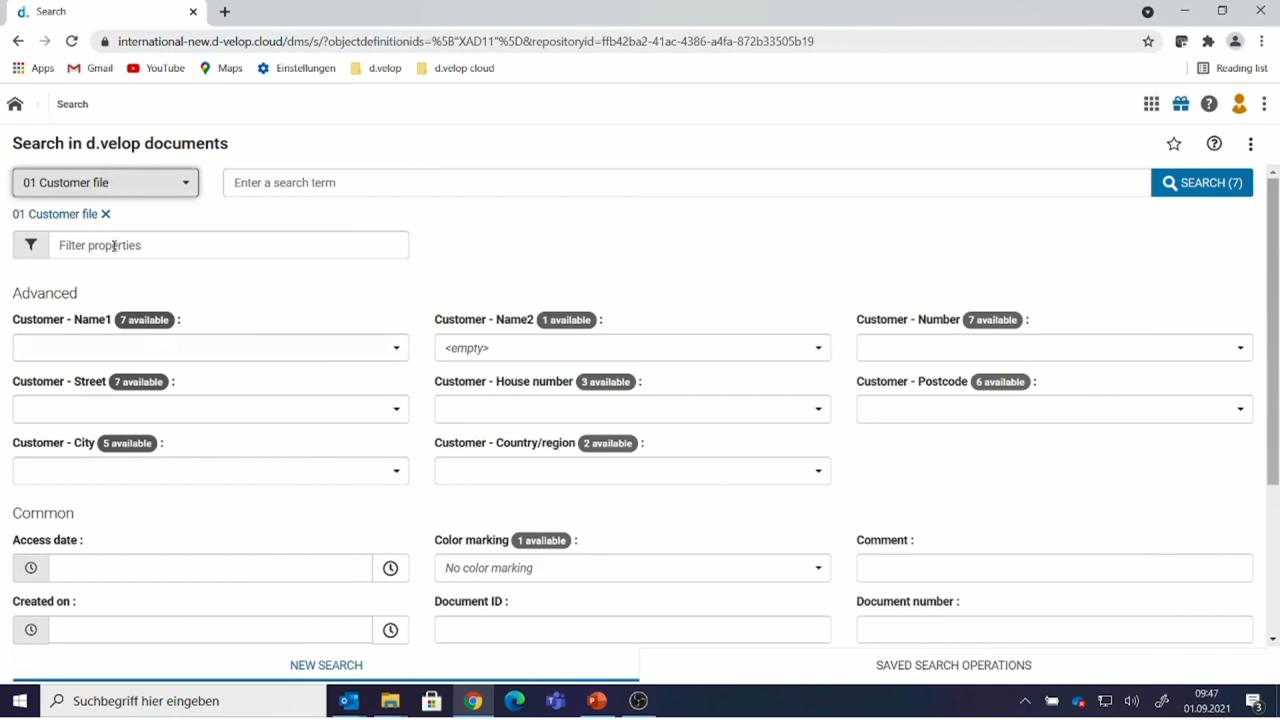 d. Search
international-new.d-velop.cloud/dms/s/?objectdefinitionids=%5B"XAD11"%5D&repositoryid=ffb42ba2-41ac-4386-a4fa-872b33505b19
Apps Gmail YouTube Maps Einstellungen d.velop d.velop cloud Reading list
Search
Search in d.velop documents
01 Customer file Enter a search term SEARCH (7)
01 Customer file
Filter properties
Advanced
Customer - Name1 7 available : Customer - Name2 1 available : Customer - Number 7 available :
<empty>
Customer - Street 7 available : Customer - House number 3 available : Customer - Postcode 6 available :
Customer - City 5 available : Customer - Country/region 2 available :
Common
Access date : Color marking 1 available : Comment :
No color marking
Created on : Document ID : Document number :
NEW SEARCH SAVED SEARCH OPERATIONS
Suchbegriff hier eingeben 09:47
01.09.2021 3